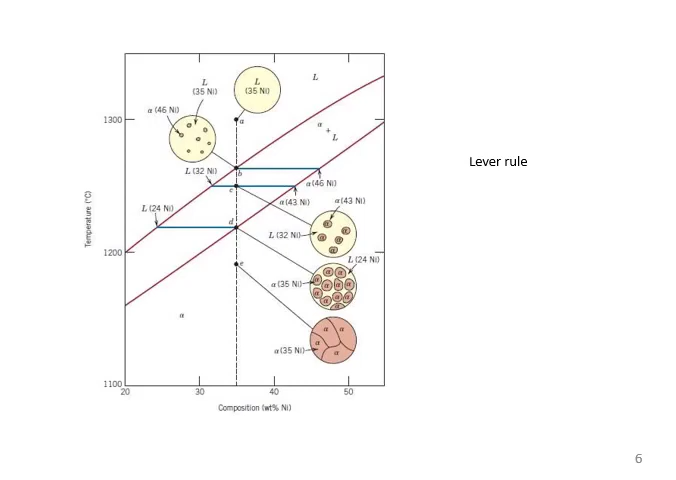 L
L
(35 Ni)
L
(35 Ni)
α (46 Ni)
1300
a
α
+
L
L (32 Ni)
b
α (46 Ni)
c
α (43 Ni)
α (43 Ni)
L (24 Ni)
d
L (32 Ni)
α
α
α
α
α
Temperature (°C)
1200
e
L (24 Ni)
α (35 Ni)
α α
α α α α
α α α α
α
α
α α
α
α
α (35 Ni)
1100
20 30 40 50
Composition (wt% Ni)
Lever rule
6